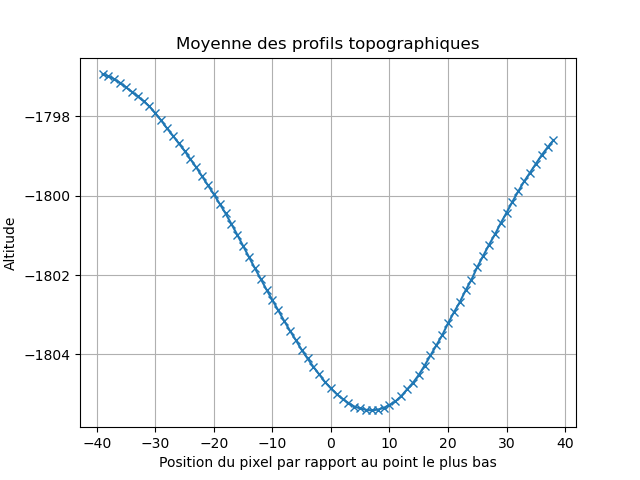 Moyenne des profils topographiques
Altitude
−1798
−1800
−1802
−1804
−40 −30 −20 −10 0 10 20 30 40
Position du pixel par rapport au point le plus bas